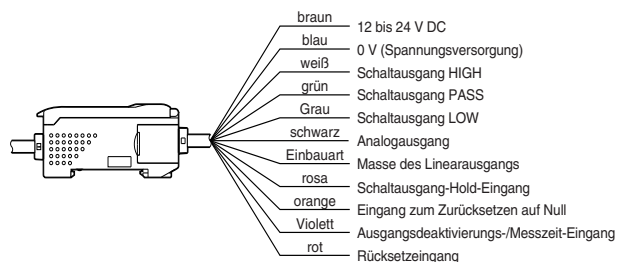 braun 12 bis 24 V DC
blau 0 V (Spannungsversorgung)
weiß Schaltausgang HIGH
grün Schaltausgang PASS
Grau Schaltausgang LOW
schwarz Analogausgang
Einbauart Masse des Linearausgangs
rosa Schaltausgang-Hold-Eingang
orange Eingang zum Zurücksetzen auf Null
Violett Ausgangsdeaktivierungs-/Messzeit-Eingang
rot Rücksetzeingang